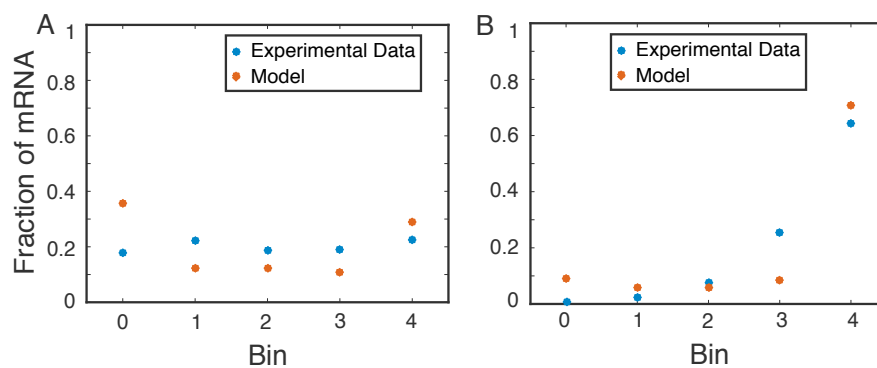 A
1
0.8
0.6
0.4
0.2
0
Fraction of mRNA
Experimental Data
Model
0 1 2 3 4
Bin
B
1
0.8
0.6
0.4
0.2
0
Experimental Data
Model
0 1 2 3 4
Bin